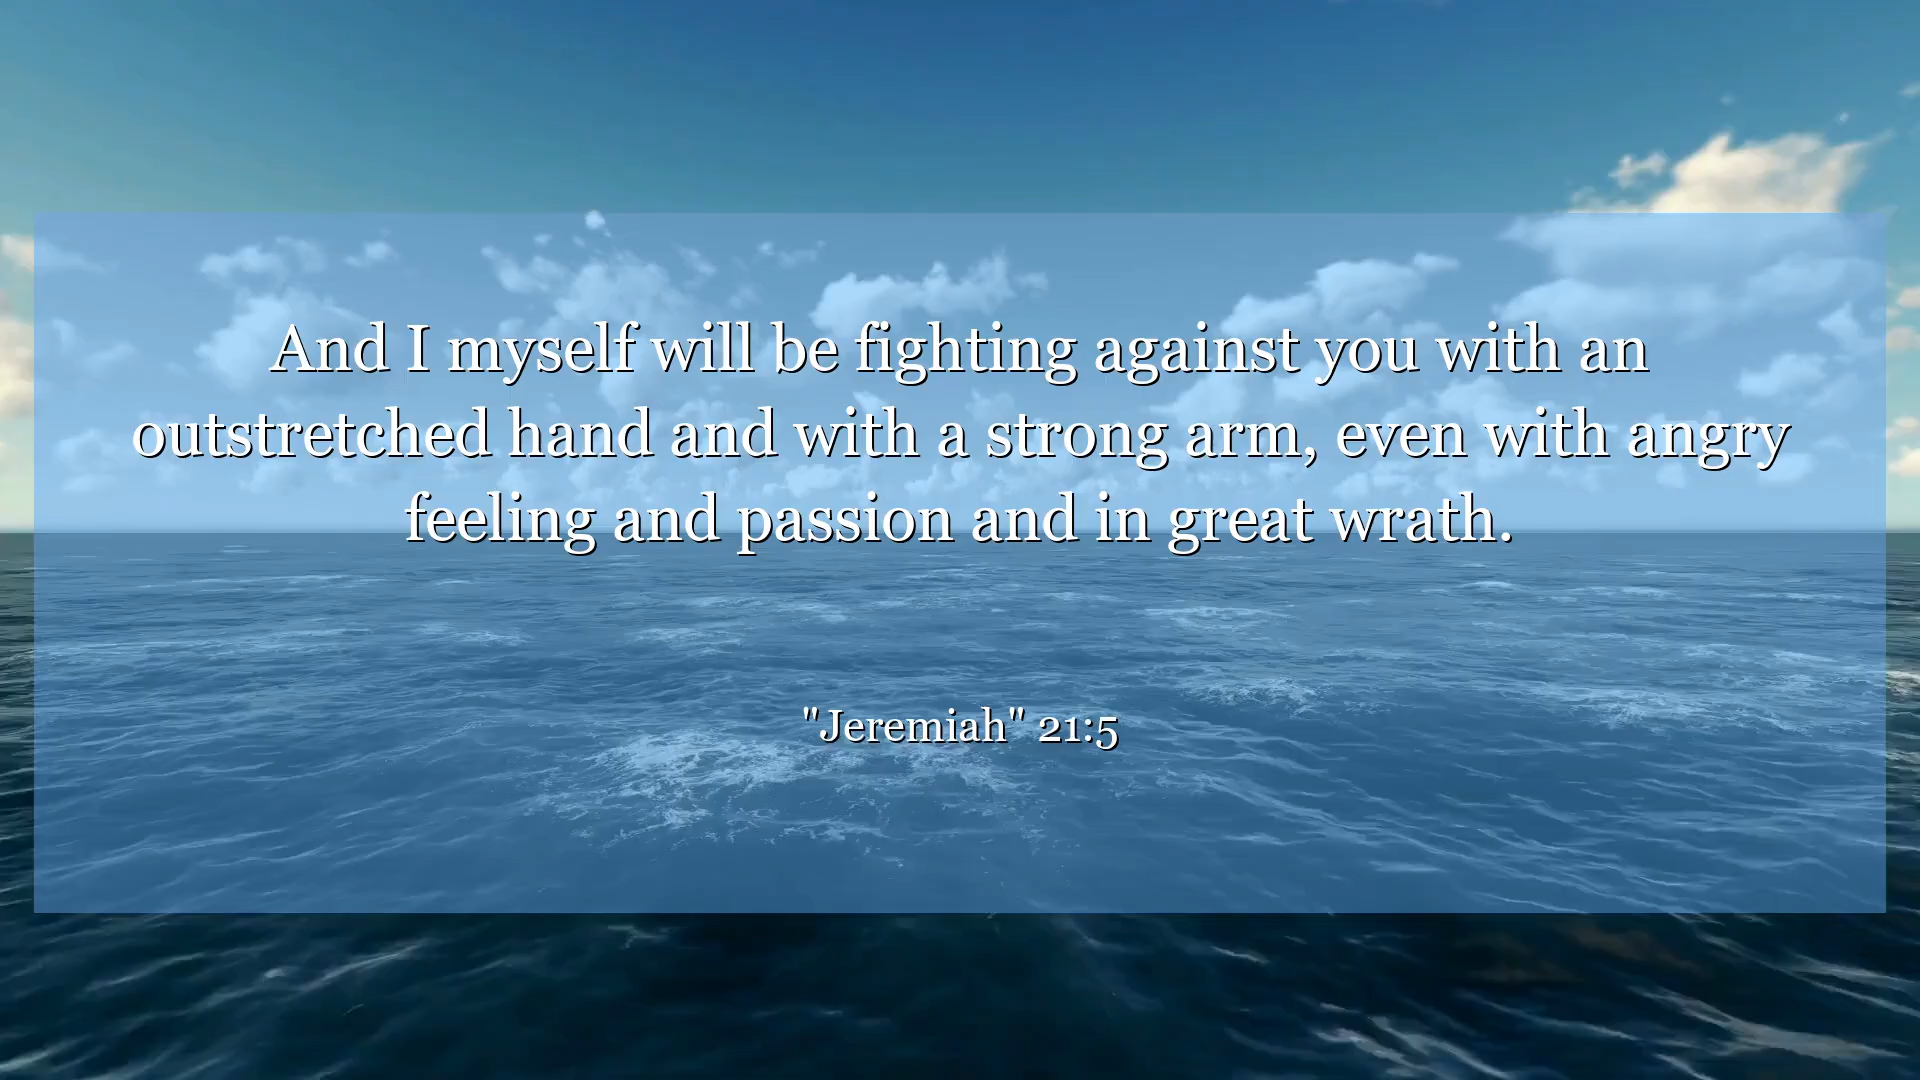 And I myself will be fighting against you with an
outstretched hand and with a strong arm, even with angry
feeling and passion and in great wrath.
"Jeremiah" 21:5